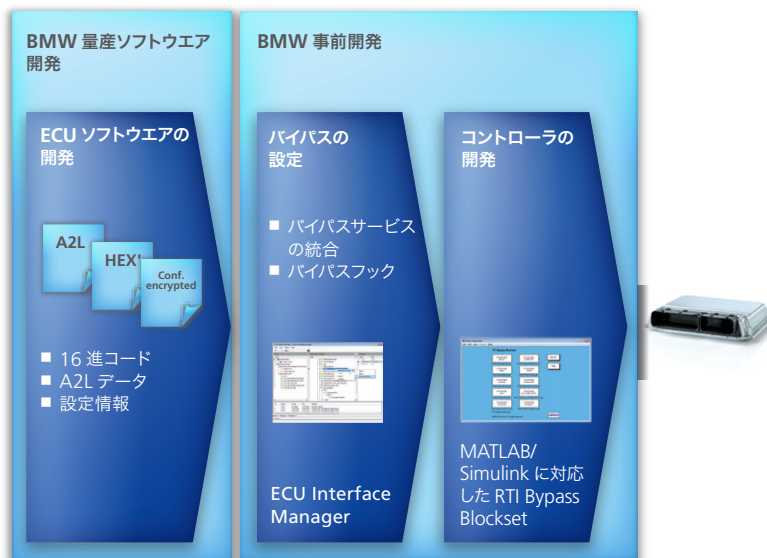 BMW 量産ソフトウエア
開発
BMW 事前開発
ECU ソフトウエアの
開発
A2L
HEX'
Conf.
encrypted
■ 16 進コード
■ A2L データ
■ 設定情報
バイパスの
設定
■ バイパスサービス
の統合
■ バイパスフック
ECU Interface
Manager
コントローラの
開発
MATLAB/
Simulink に対応
した RTI Bypass
Blockset